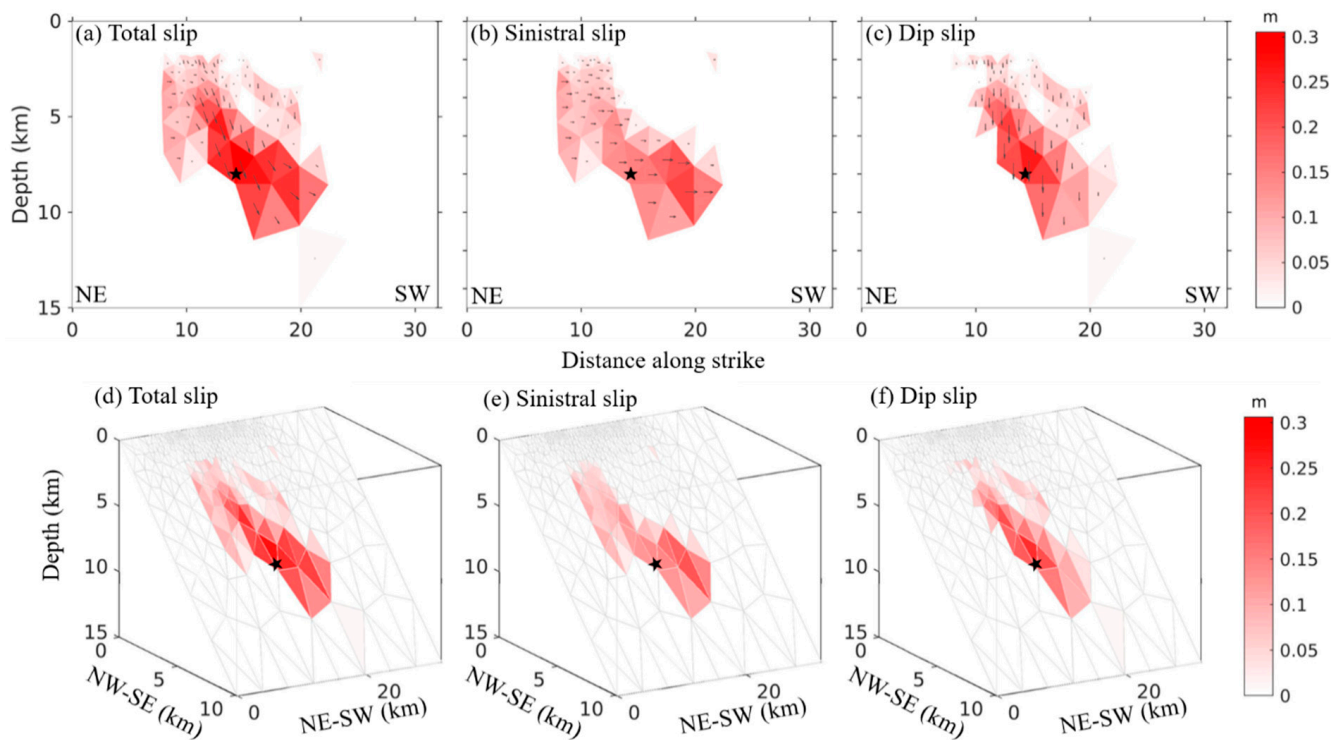 (a) Total slip
(b) Sinistral slip
(c) Dip slip
m
0
5
10
15
Depth (km)
0.3
0.25
0.2
0.15
0.1
0.05
0
NE
SW
NE
SW
NE
SW
0
10
20
30
0
10
20
30
0
10
20
30
Distance along strike
(d) Total slip
(e) Sinistral slip
(f) Dip slip
m
0
5
10
15
Depth (km)
0
5
10
15
0
5
10
15
0.3
0.25
0.2
0.15
0.1
0.05
0
5
10
0
20
5
10
0
20
5
10
0
20
NW-SE (km)
NE-SW (km)
NW-SE (km)
NE-SW (km)
NW-SE (km)
NE-SW (km)